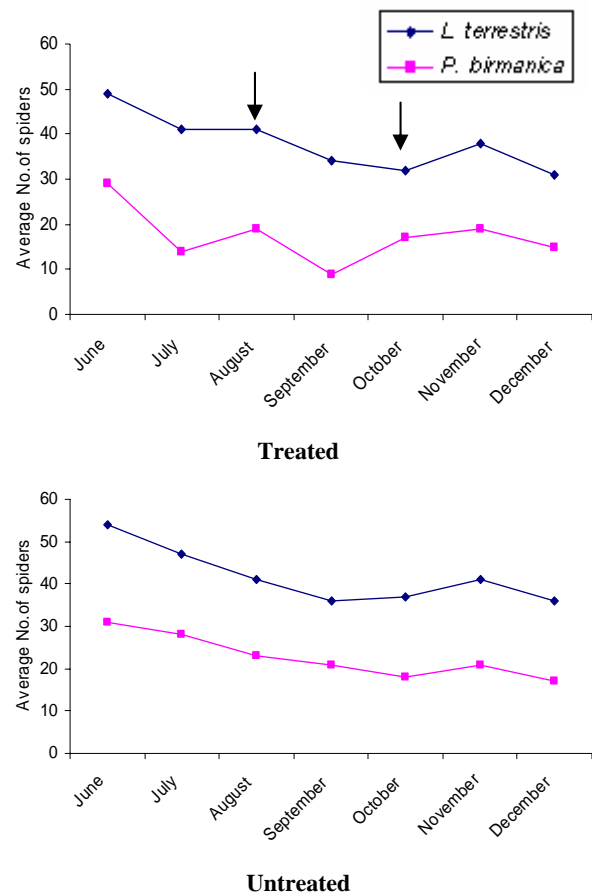 L. terrestris
P. birmanica
Average No.of spiders
60
50
40
30
20
10
0
June
July
August
September
October
November
December
Treated
Average No.of spiders
60
50
40
30
20
10
0
June
July
August
September
October
November
December
Untreated